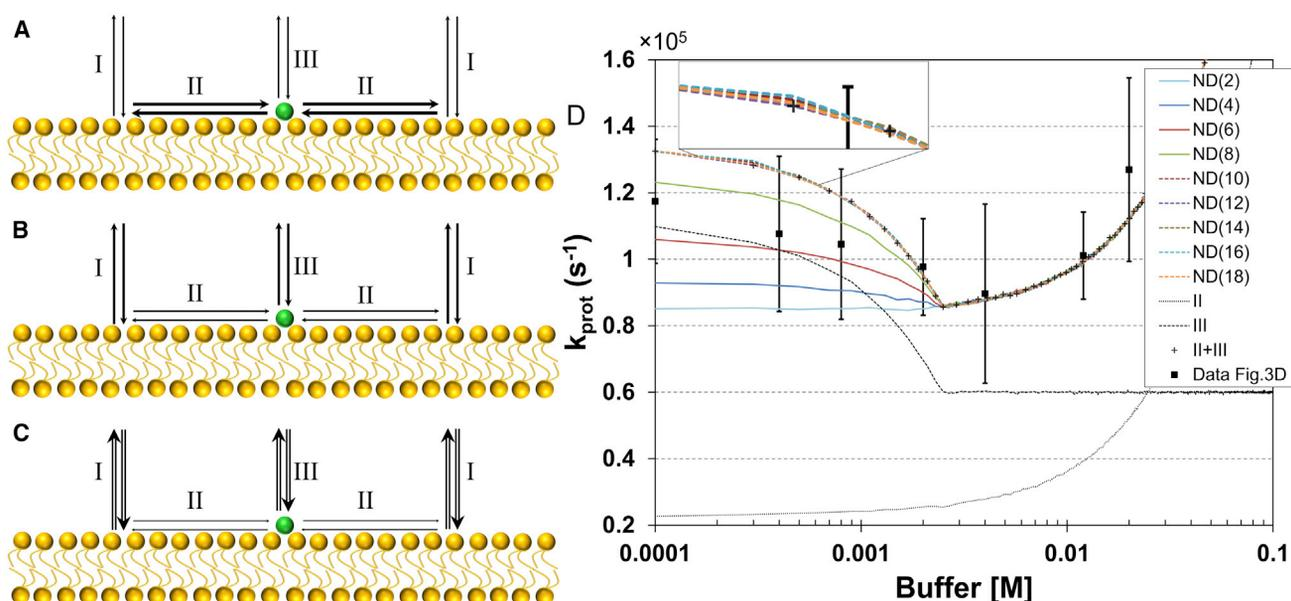 A
I
II
III
II
I
B
I
II
III
II
I
C
I
II
III
II
I
D
×10⁵
k_prot (s⁻¹)
1.6
1.4
1.2
1
0.8
0.6
0.4
0.2
0.0001
0.001
0.01
0.1
Buffer [M]
ND(2)
ND(4)
ND(6)
ND(8)
ND(10)
ND(12)
ND(14)
ND(16)
ND(18)
II
III
II+III
Data Fig.3D